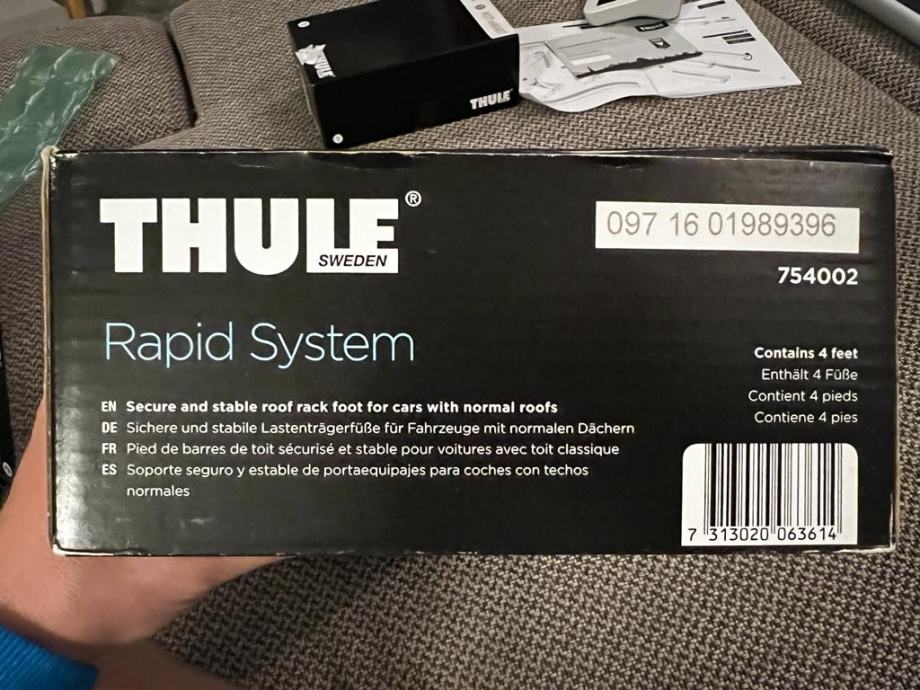 THULE
THULE®
SWEDEN
097 16 01989396
754002
Rapid System
Contains 4 feet
Enthält 4 Füße
Contient 4 pieds
Contiene 4 pies
EN Secure and stable roof rack foot for cars with normal roofs
DE Sichere und stabile Lastenträgerfüße für Fahrzeuge mit normalen Dächern
FR Pied de barres de toit sécurisé et stable pour voitures avec toit classique
ES Soporte seguro y estable de portaequipajes para coches con techos
normales
7 313020 063614